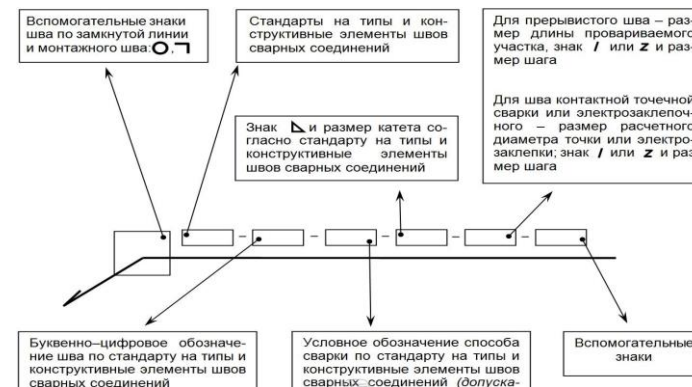 Вспомогательные знаки
шва по замкнутой линии
и монтажного шва:
Стандарты на типы и кон-
структивные элементы швов
сварных соединений
Для прерывистого шва – раз-
мер длины провариваемого
участка, знак / или Z и раз-
мер шага
Для шва контактной точечной
сварки или электрозаклепоч-
ного – размер расчетного
диаметра точки или электро-
заклепки; знак / или Z и раз-
мер шага
Знак и размер катета со-
гласно стандарту на типы и
конструктивные элементы
швов сварных соединений
Буквенно–цифровое обозначе-
ние шва по стандарту на типы и
конструктивные элементы швов
сварных соединений
Условное обозначение способа
сварки по стандарту на типы и
конструктивные элементы швов
сварных соединений (допуска-
Вспомогательные
знаки